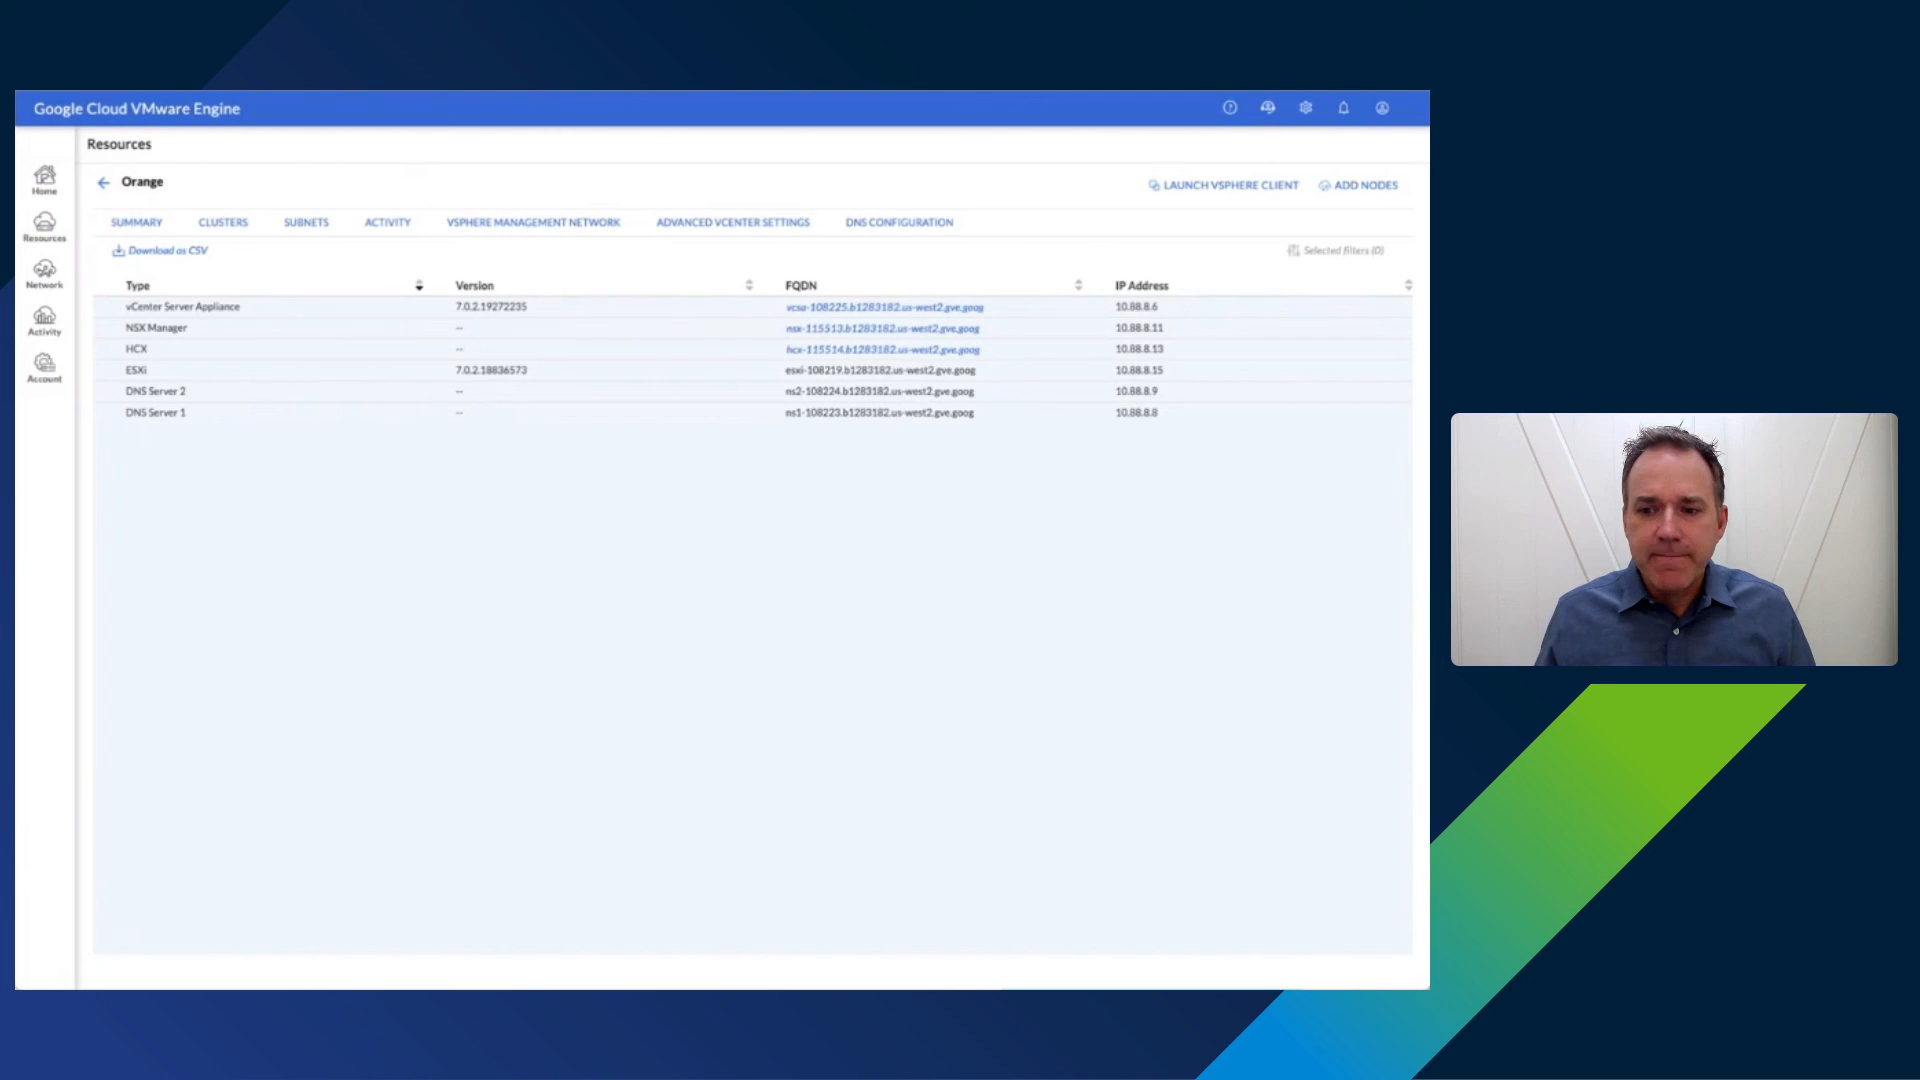 Google Cloud VMware Engine
Resources
Home
Resources
Network
Activity
Account
Orange
LAUNCH VSPHERE CLIENT ADD NODES
SUMMARY CLUSTERS SUBNETS ACTIVITY VSPHERE MANAGEMENT NETWORK ADVANCED VCENTER SETTINGS DNS CONFIGURATION
Download as CSV Selected filters (0)
Type Version FQDN IP Address
vCenter Server Appliance 7.0.2.19272235 vcsa-108225.b1283182.us-west2.gve.goog 10.88.8.6
NSX Manager -- nsx-115513.b1283182.us-west2.gve.goog 10.88.8.11
HCX -- hcx-115514.b1283182.us-west2.gve.goog 10.88.8.13
ESXi 7.0.2.18836573 esxi-108219.b1283182.us-west2.gve.goog 10.88.8.15
DNS Server 2 -- ns2-108224.b1283182.us-west2.gve.goog 10.88.8.9
DNS Server 1 -- ns1-108223.b1283182.us-west2.gve.goog 10.88.8.8